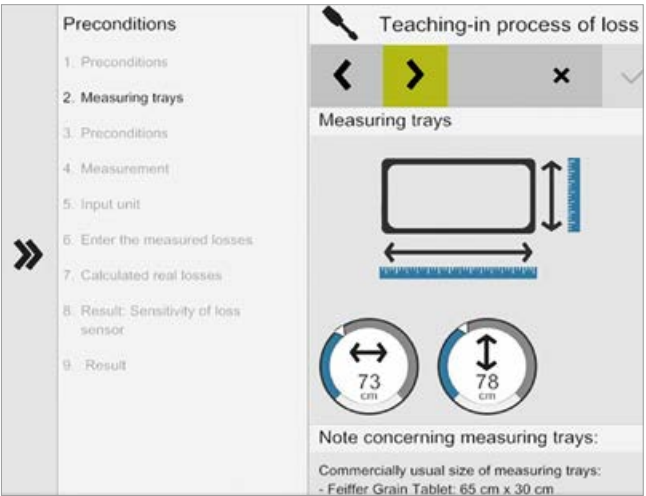 Preconditions
1. Preconditions
2. Measuring trays
3. Preconditions
4. Measurement
5. Input unit
6. Enter the measured losses
7. Calculated real losses
8. Result: Sensitivity of loss
sensor
9. Result
Teaching-in process of loss
Measuring trays
73
cm
78
cm
Note concerning measuring trays:
Commercially usual size of measuring trays:
- Feiffer Grain Tablet: 65 cm x 30 cm